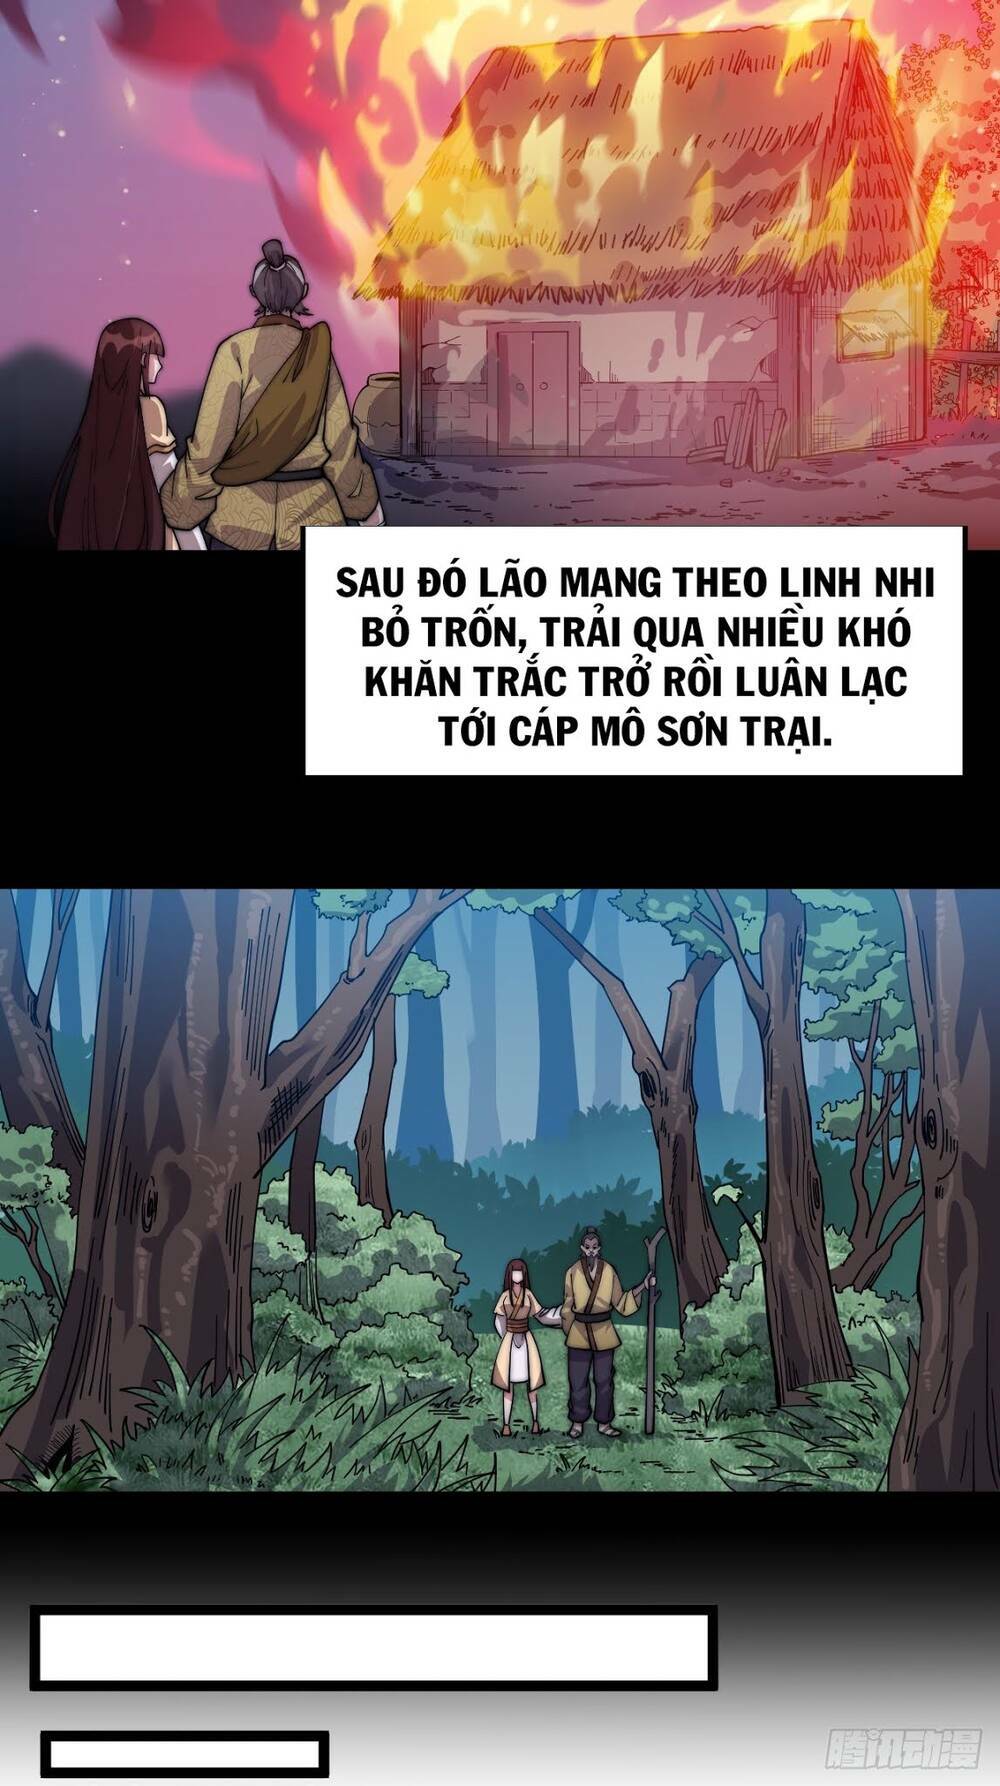 SAU ĐÓ LÃO MANG THEO LINH NHI
BỎ TRỐN, TRẢI QUA NHIỀU KHÓ
KHĂN TRẮC TRỞ RỒI LUÂN LẠC
TỚI CÁP MÔ SƠN TRẠI.
腾讯动漫